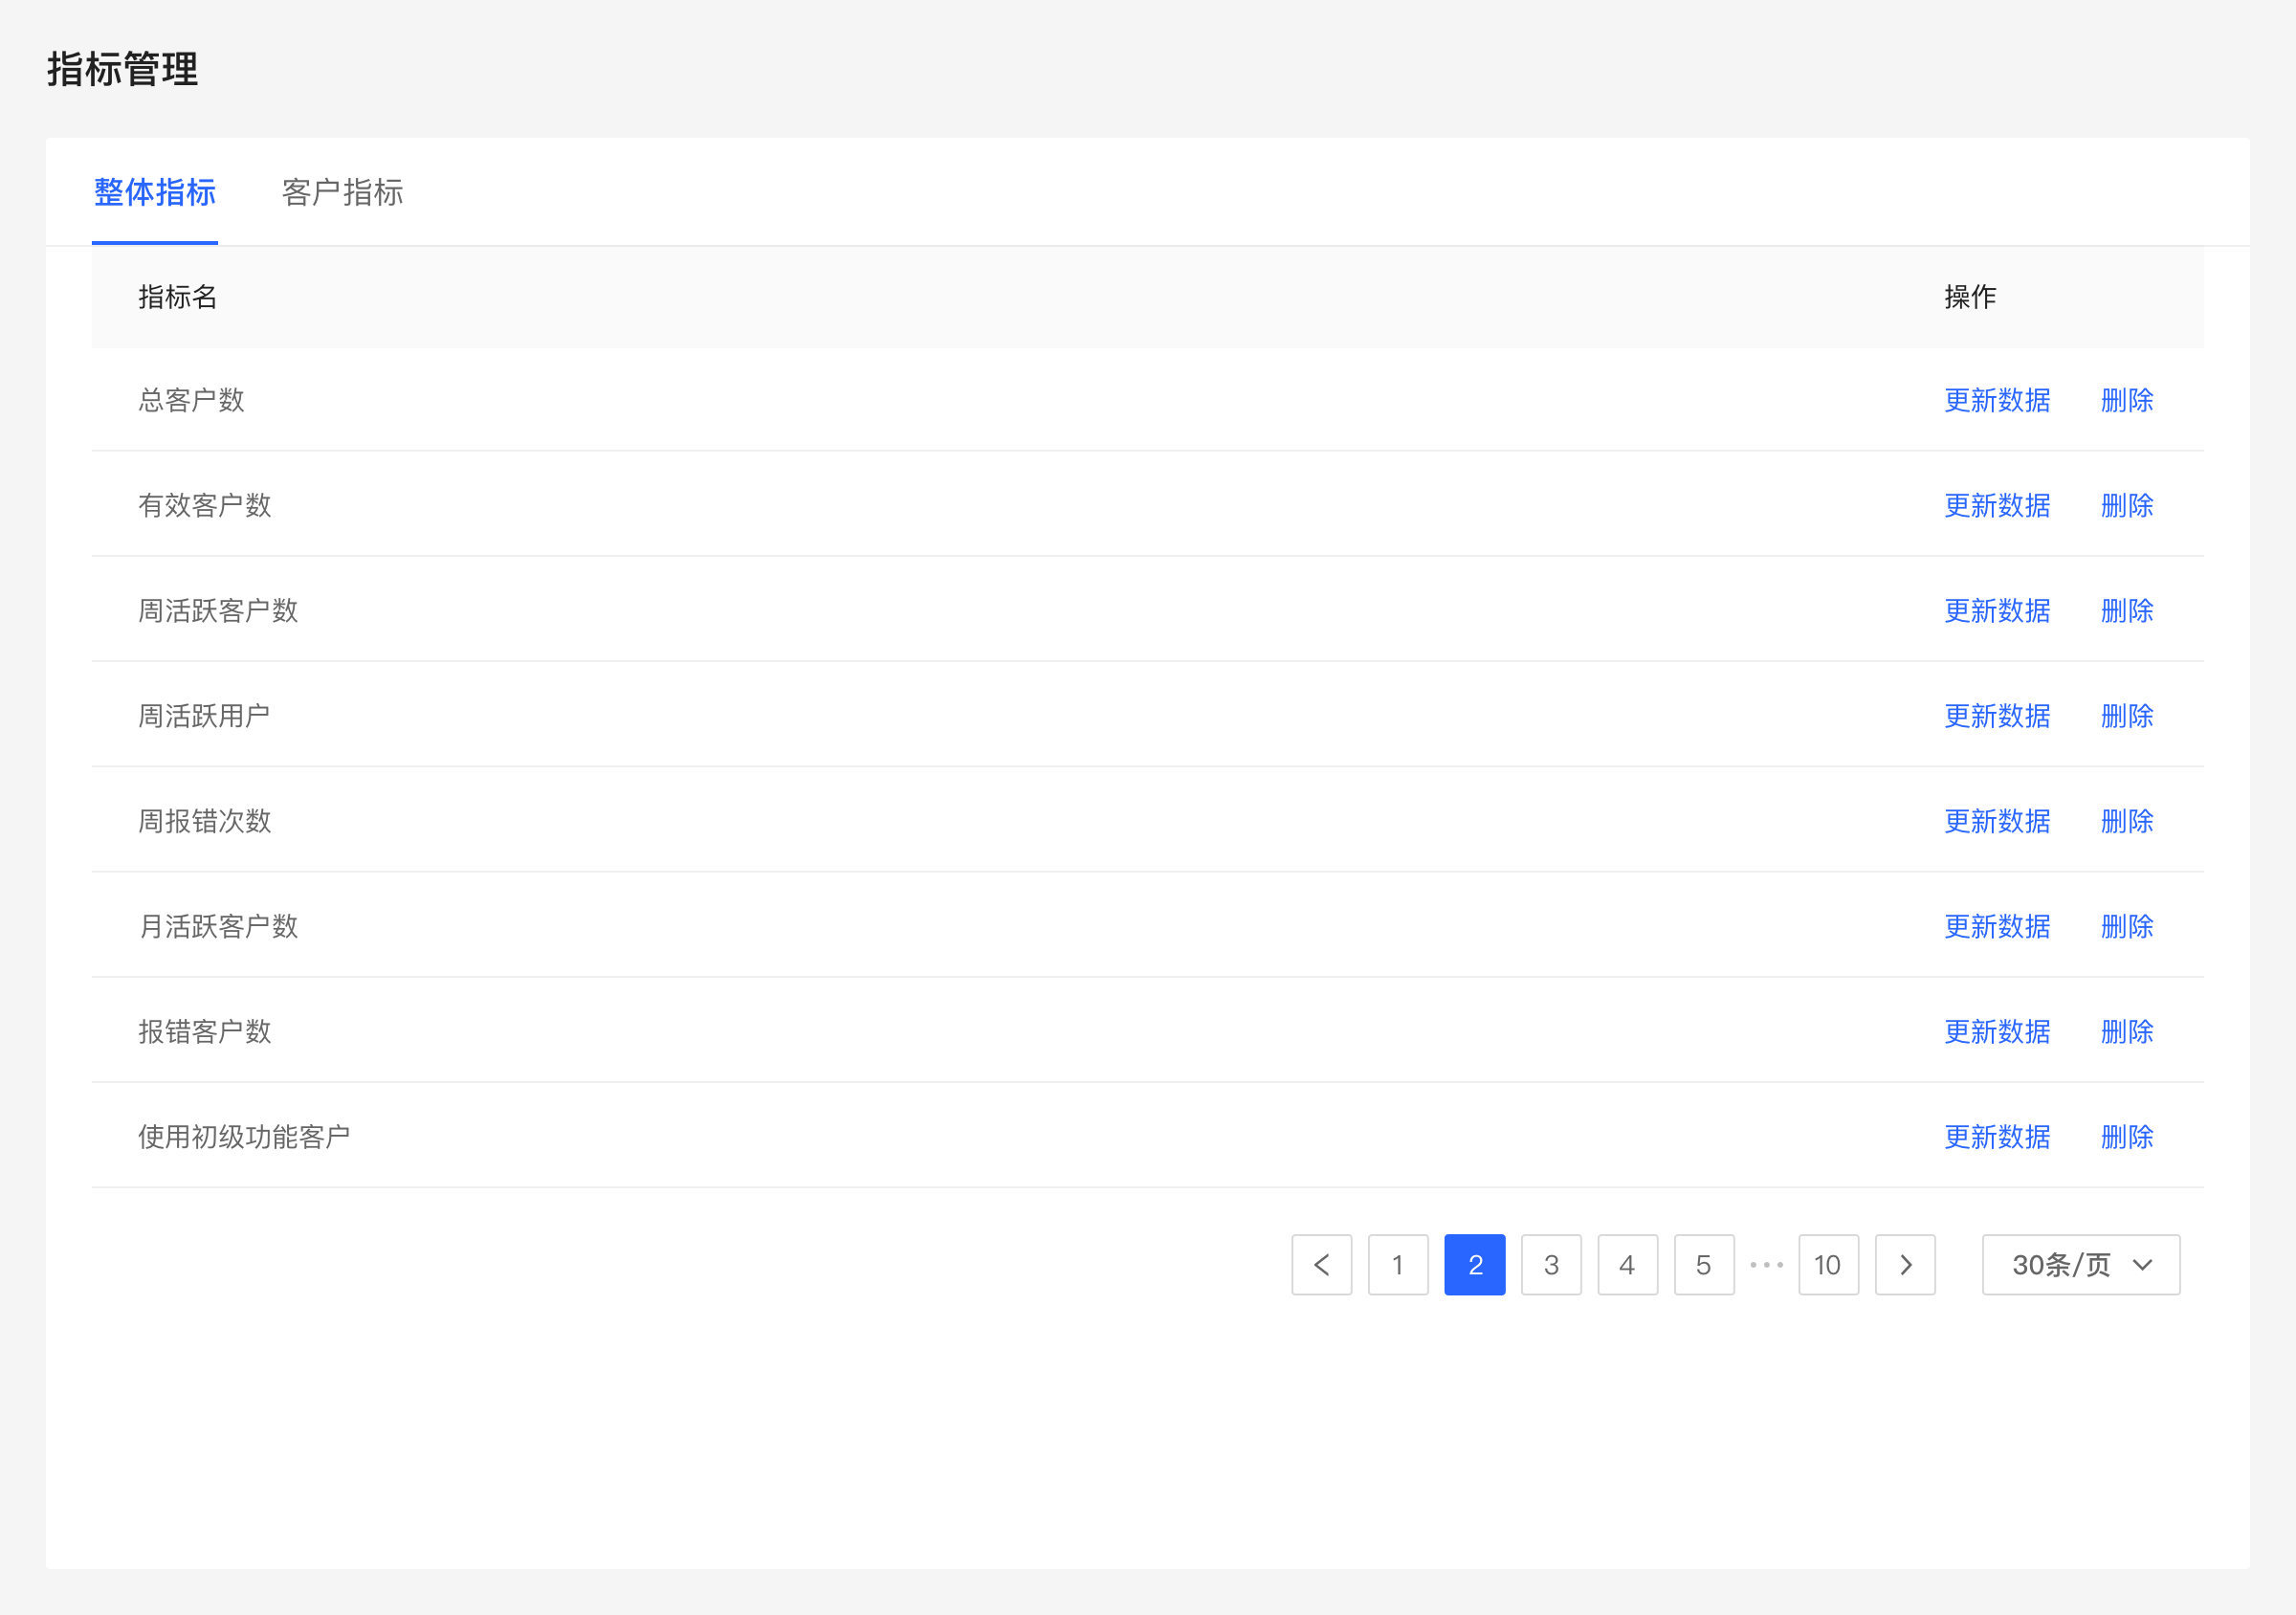 指标管理
整体指标 客户指标
指标名 操作
总客户数 更新数据 删除
有效客户数 更新数据 删除
周活跃客户数 更新数据 删除
周活跃用户 更新数据 删除
周报错次数 更新数据 删除
月活跃客户数 更新数据 删除
报错客户数 更新数据 删除
使用初级功能客户 更新数据 删除
1 2 3 4 5 ••• 10 30条/页